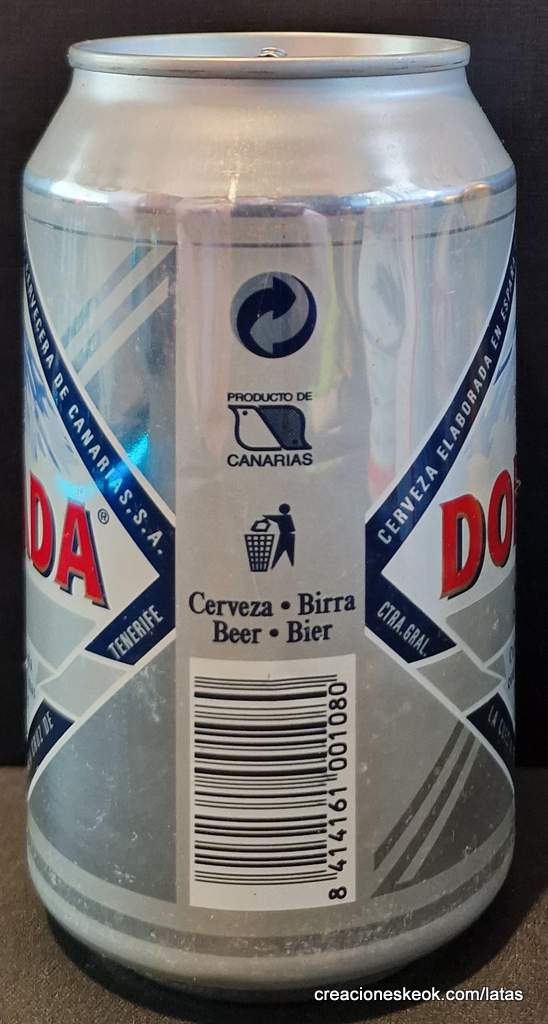 CERVECERA DE CANARIAS.S.A.
DA®
TENERIFE
PRODUCTO DE
CANARIAS
Cerveza • Birra
Beer • Bier
8 414161 001080
CERVEZA ELABORADA EN ESPAÑA
DO
CTRA. GRAL.
creacioneskeok.com/latas